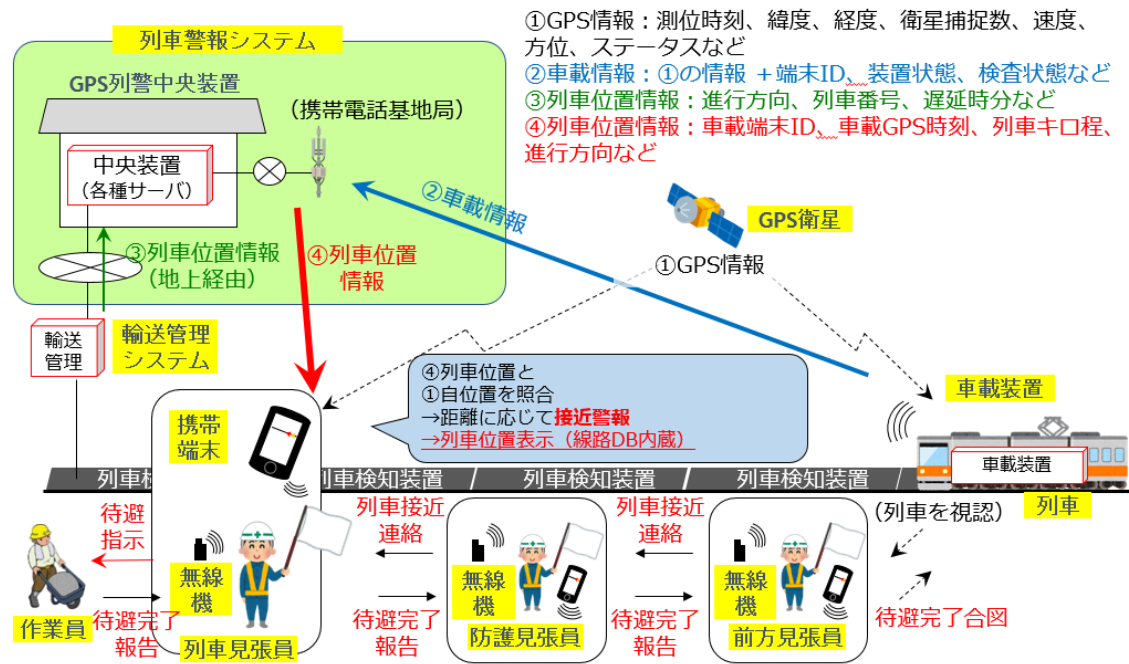 ①GPS情報：測位時刻、緯度、経度、衛星捕捉数、速度、
方位、ステータスなど
②車載情報：①の情報 ＋端末ID、装置状態、検査状態など
③列車位置情報：進行方向、列車番号、遅延時分など
④列車位置情報：車載端末ID、車載GPS時刻、列車キロ程、
進行方向など
列車警報システム
GPS列警中央装置
（携帯電話基地局）
中央装置
（各種サーバ）
②車載情報
GPS衛星
①GPS情報
③列車位置情報
（地上経由）
④列車位置
情報
輸送
管理
輸送管理
システム
④列車位置と
①自位置を照合
→距離に応じて接近警報
→列車位置表示（線路DB内蔵）
車載装置
携帯
端末
車載装置
列車検
列車検知装置
列車検知装置
列車検知装置
列車
待避
指示
列車接近
連絡
列車接近
連絡
（列車を視認）
無線
機
無線
機
無線
機
作業員
待避完了
報告
列車見張員
待避完了
報告
防護見張員
待避完了
報告
前方見張員
待避完了合図